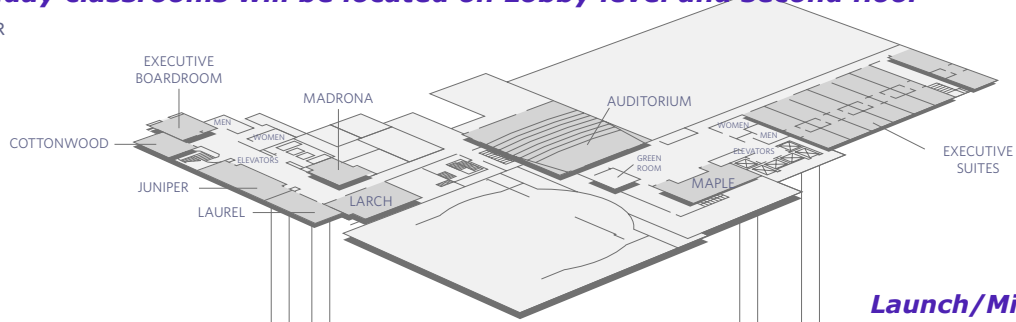 day classrooms will be located on Lobby level and second floor
R
EXECUTIVE
BOARDROOM
MADRONA
MEN
WOMEN
COTTONWOOD
ELEVATORS
JUNIPER
LAUREL
LARCH
AUDITORIUM
WOMEN
MEN
ELEVATORS
GREEN
ROOM
MAPLE
EXECUTIVE
SUITES
Launch/Mi